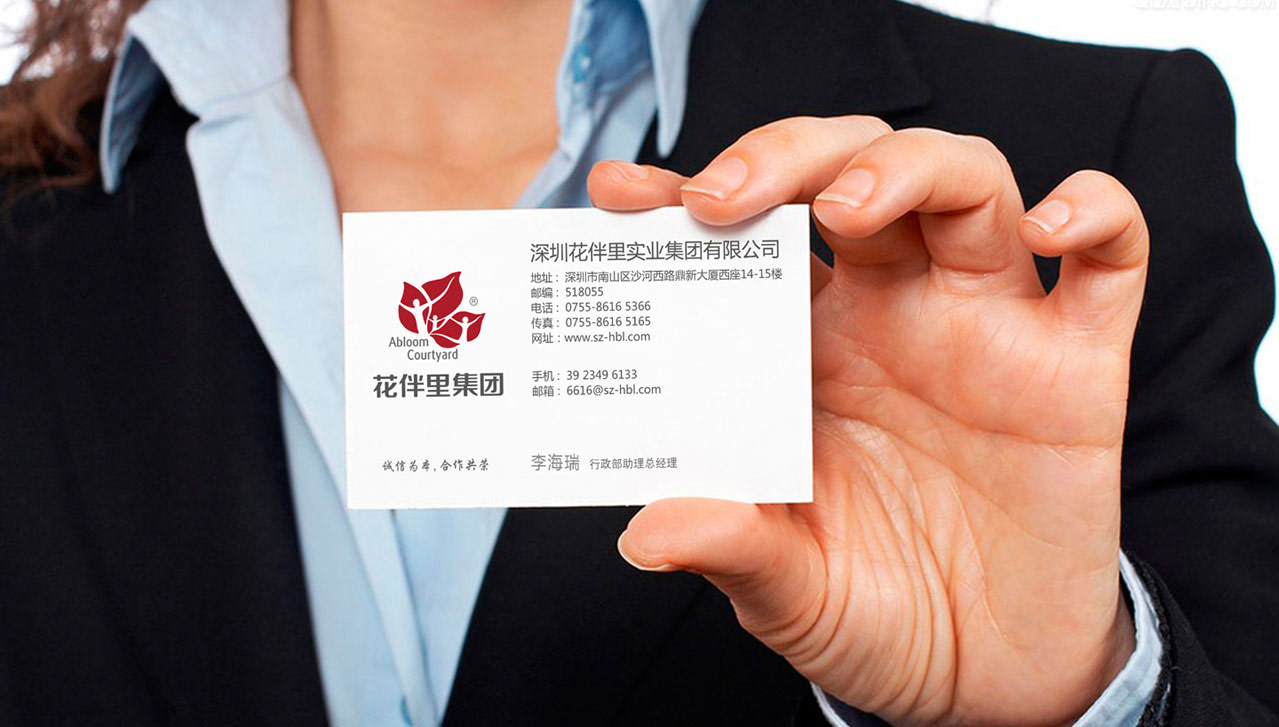 Abloom
Courtyard
®
花伴里集团
诚信为本,合作共荣
深圳花伴里实业集团有限公司
地址：深圳市南山区沙河西路鼎新大厦西座14-15楼
邮编：518055
电话：0755-8616 5366
传真：0755-8616 5165
网址：www.sz-hbl.com
手机：39 2349 6133
邮箱：6616@sz-hbl.com
李海瑞 行政部助理总经理